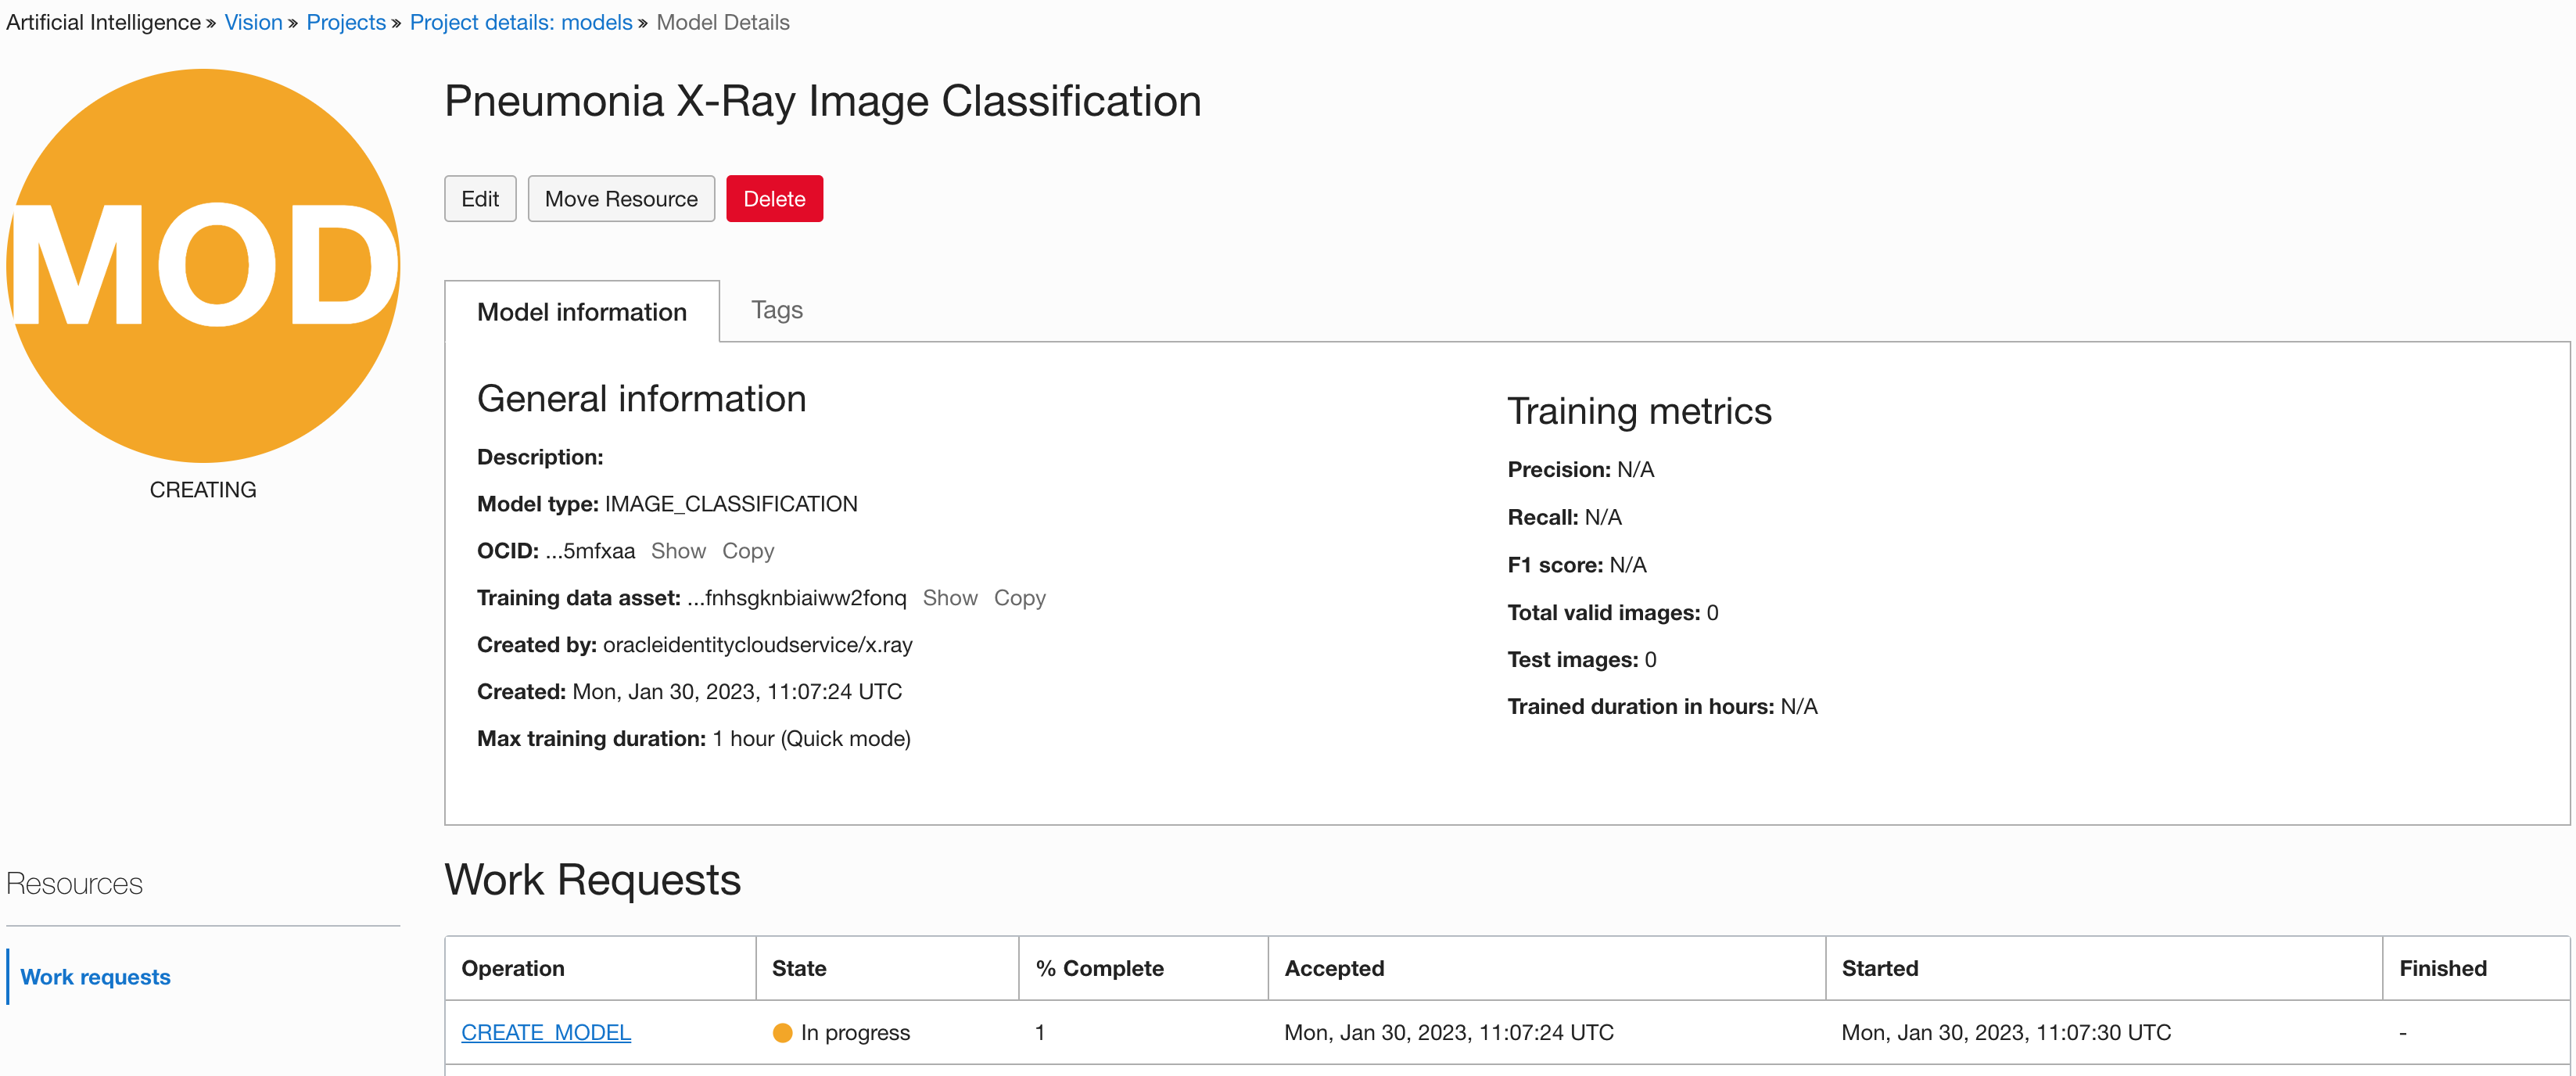 Artificial Intelligence » Vision » Projects » Project details: models » Model Details
MOD
CREATING
Pneumonia X-Ray Image Classification
Edit Move Resource Delete
Model information Tags
General information
Description:
Model type: IMAGE_CLASSIFICATION
OCID: ...5mfxaa Show Copy
Training data asset: ...fnhsgknbiaiww2fonq Show Copy
Created by: oracleidentitycloudservice/x.ray
Created: Mon, Jan 30, 2023, 11:07:24 UTC
Max training duration: 1 hour (Quick mode)
Training metrics
Precision: N/A
Recall: N/A
F1 score: N/A
Total valid images: 0
Test images: 0
Trained duration in hours: N/A
Resources
Work requests
Work Requests
Operation State % Complete Accepted Started Finished
CREATE_MODEL In progress 1 Mon, Jan 30, 2023, 11:07:24 UTC Mon, Jan 30, 2023, 11:07:30 UTC -